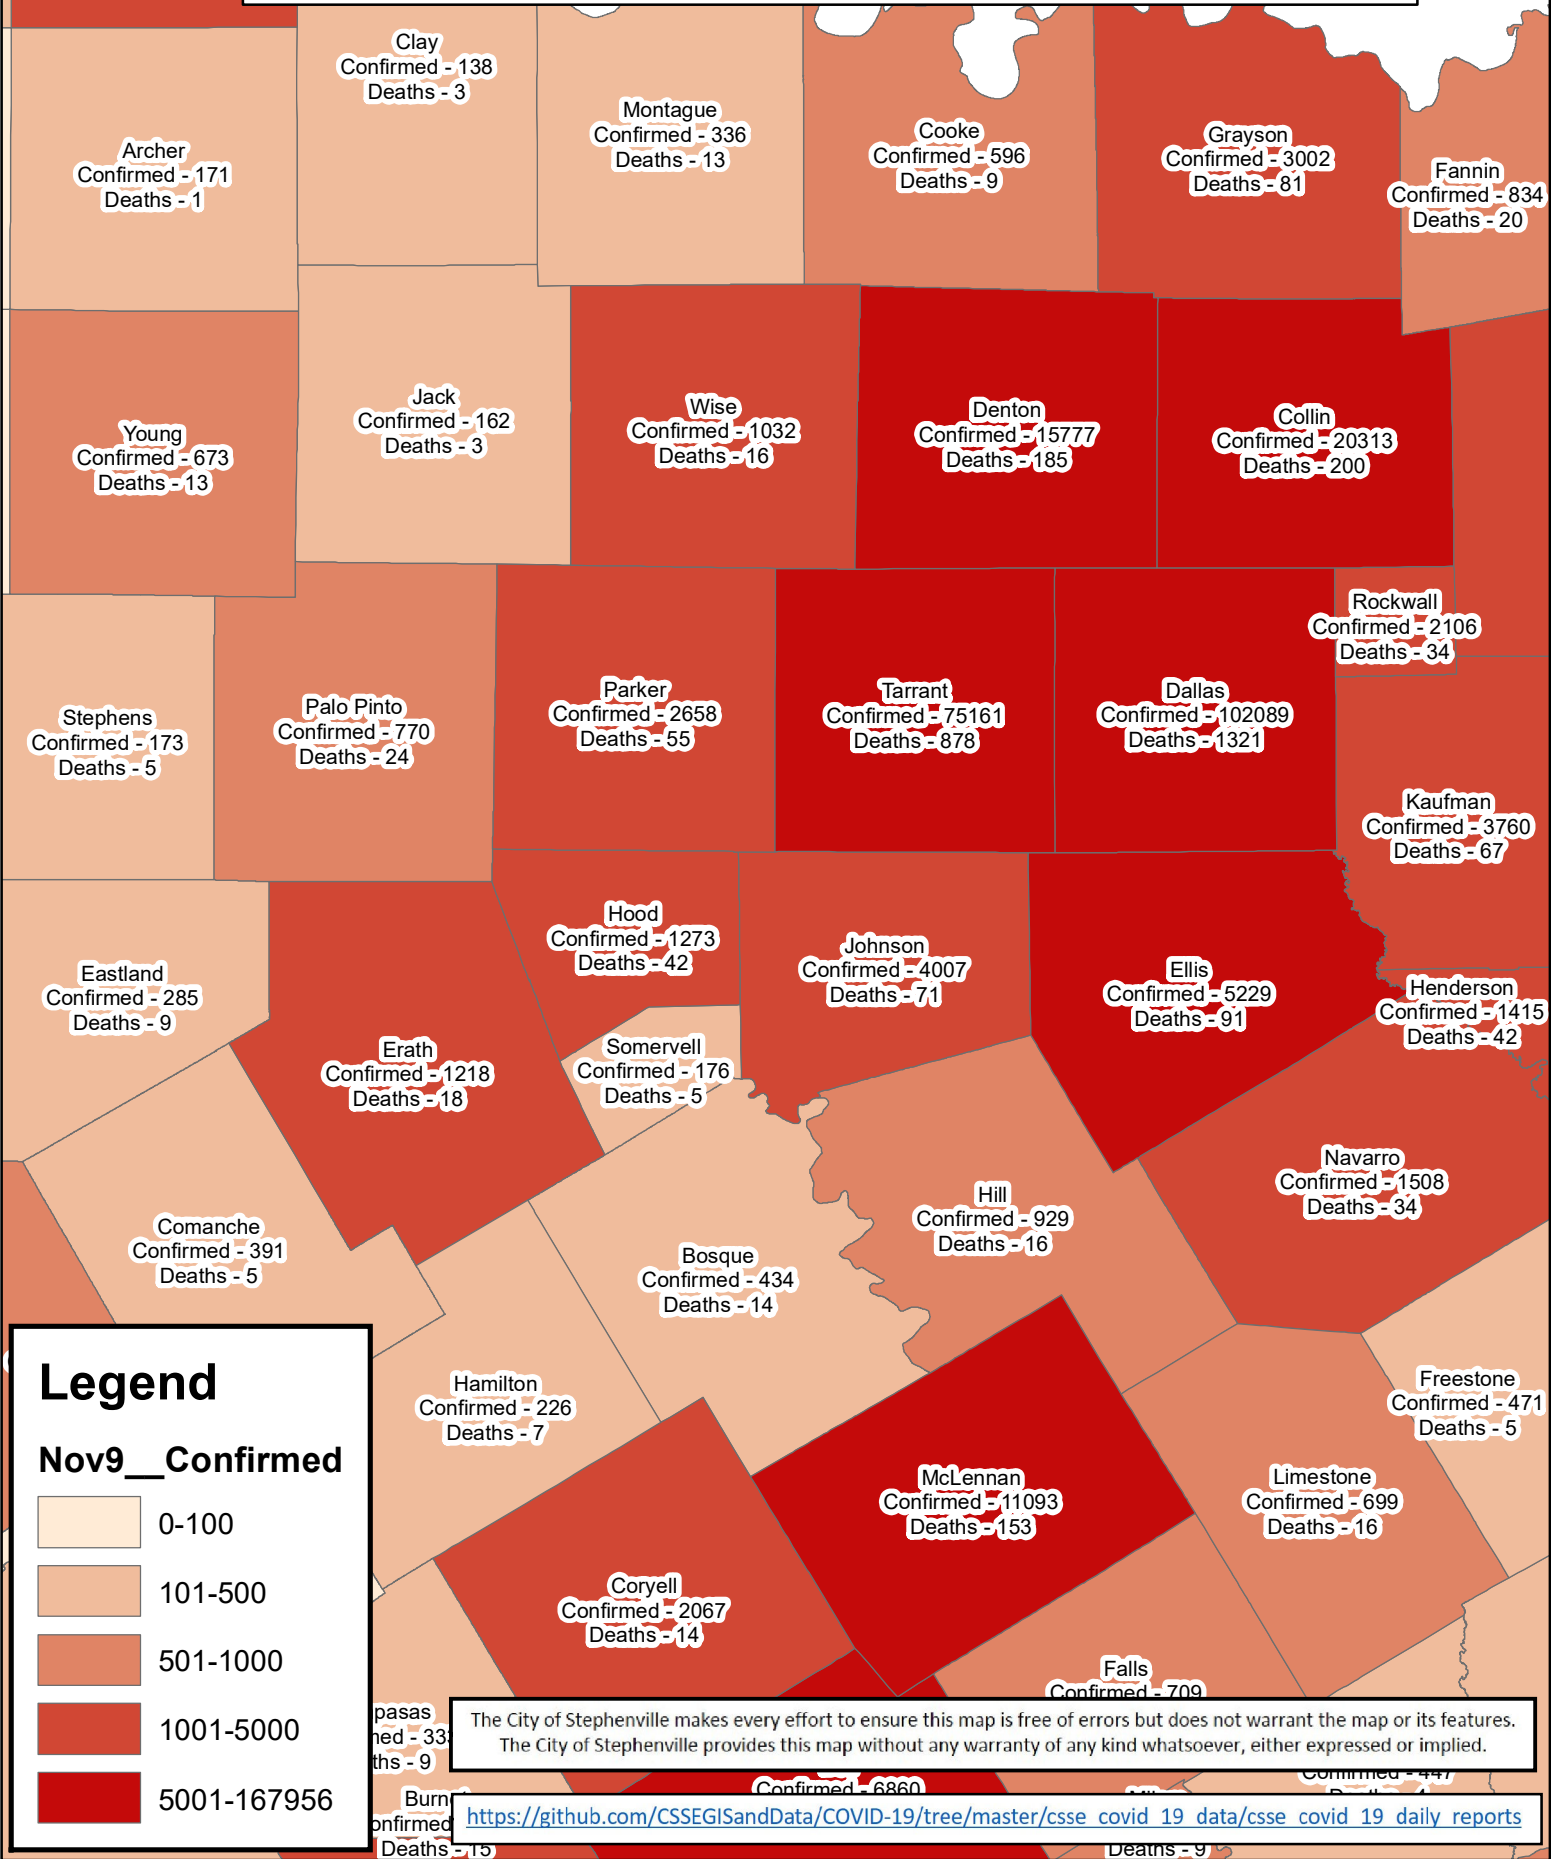 Clay
Confirmed - 138
Deaths - 3
Montague
Confirmed - 336
Deaths - 13
Cooke
Confirmed - 596
Deaths - 9
Grayson
Confirmed - 3002
Deaths - 81
Archer
Confirmed - 171
Deaths - 1
Fannin
Confirmed - 834
Deaths - 20
Young
Confirmed - 673
Deaths - 13
Jack
Confirmed - 162
Deaths - 3
Wise
Confirmed - 1032
Deaths - 16
Denton
Confirmed - 15777
Deaths - 185
Collin
Confirmed - 20313
Deaths - 200
Rockwall
Confirmed - 2106
Deaths - 34
Stephens
Confirmed - 173
Deaths - 5
Palo Pinto
Confirmed - 770
Deaths - 24
Parker
Confirmed - 2658
Deaths - 55
Tarrant
Confirmed - 75161
Deaths - 878
Dallas
Confirmed - 102089
Deaths - 1321
Kaufman
Confirmed - 3760
Deaths - 67
Eastland
Confirmed - 285
Deaths - 9
Hood
Confirmed - 1273
Deaths - 42
Johnson
Confirmed - 4007
Deaths - 71
Ellis
Confirmed - 5229
Deaths - 91
Henderson
Confirmed - 1415
Deaths - 42
Erath
Confirmed - 1218
Deaths - 18
Somervell
Confirmed - 176
Deaths - 5
Comanche
Confirmed - 391
Deaths - 5
Bosque
Confirmed - 434
Deaths - 14
Hill
Confirmed - 929
Deaths - 16
Navarro
Confirmed - 1508
Deaths - 34
Hamilton
Confirmed - 226
Deaths - 7
Freestone
Confirmed - 471
Deaths - 5
McLennan
Confirmed - 11093
Deaths - 153
Limestone
Confirmed - 699
Deaths - 16
Coryell
Confirmed - 2067
Deaths - 14
Falls
Confirmed - 709
Legend
Nov9__Confirmed
0-100
101-500
501-1000
1001-5000
5001-167956
pasas
ned - 33
ths - 9
The City of Stephenville makes every effort to ensure this map is free of errors but does not warrant the map or its features.
The City of Stephenville provides this map without any warranty of any kind whatsoever, either expressed or implied.
Confirmed - 6860
Confirmed - 447
Burn
onfirmed
Deaths - 15
https://github.com/CSSEGISandData/COVID-19/tree/master/csse_covid_19_data/csse_covid_19_daily_reports
Deaths - 9